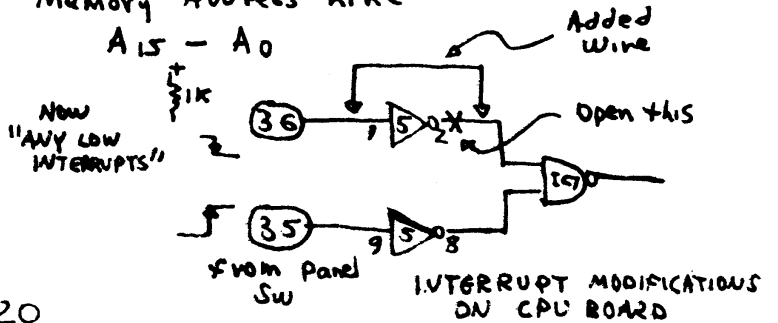 Memory Address Line
A15 - A0
Added
wire
+
1K
Now
"ANY LOW
INTERRUPTS"
36
1
5
2
Open this
IC7
35
9
5
8
from panel
SW
INTERRUPT MODIFICATIONS
ON CPU BOARD
20